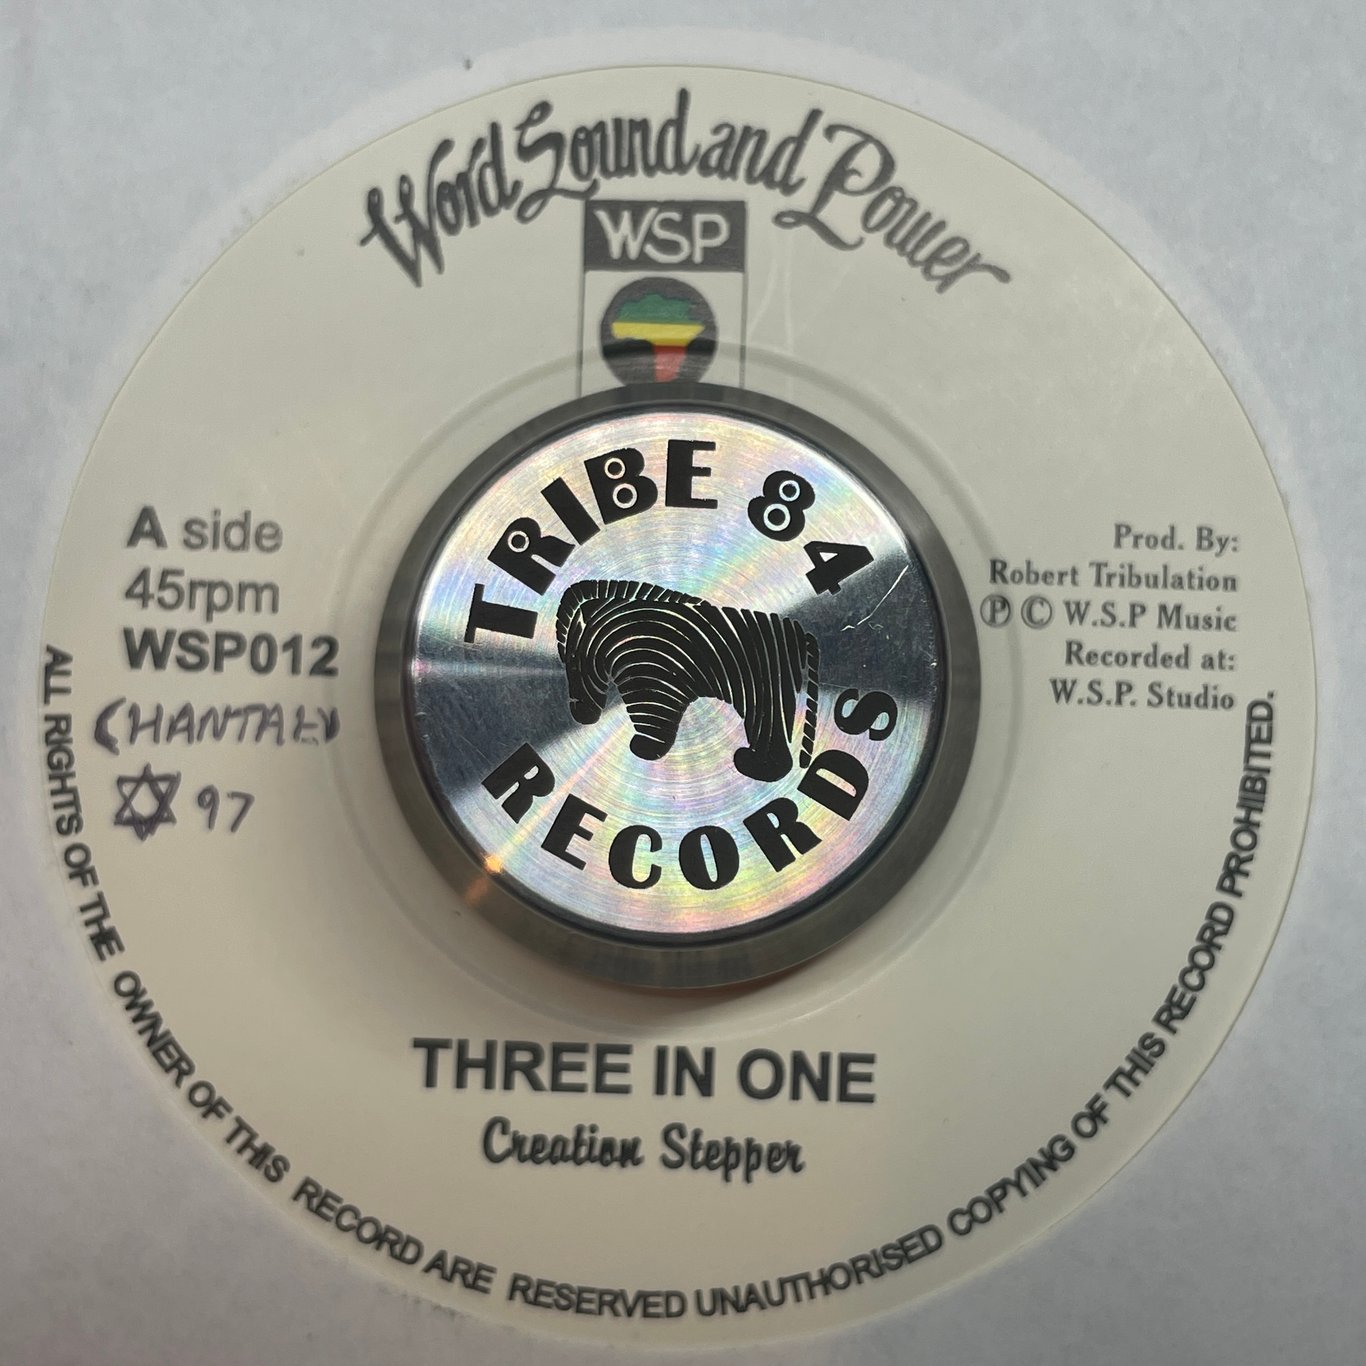 Word Sound and Power
WSP
TRIBE 84
RECORDS
A side
45rpm
WSP012
CHANTAEU
97
Prod. By:
Robert Tribulation
Ⓟ © W.S.P Music
Recorded at:
W.S.P. Studio
THREE IN ONE
Creation Stepper
ALL RIGHTS OF THE OWNER OF THIS RECORD ARE RESERVED UNAUTHORISED COPYING OF THIS RECORD PROHIBITED.